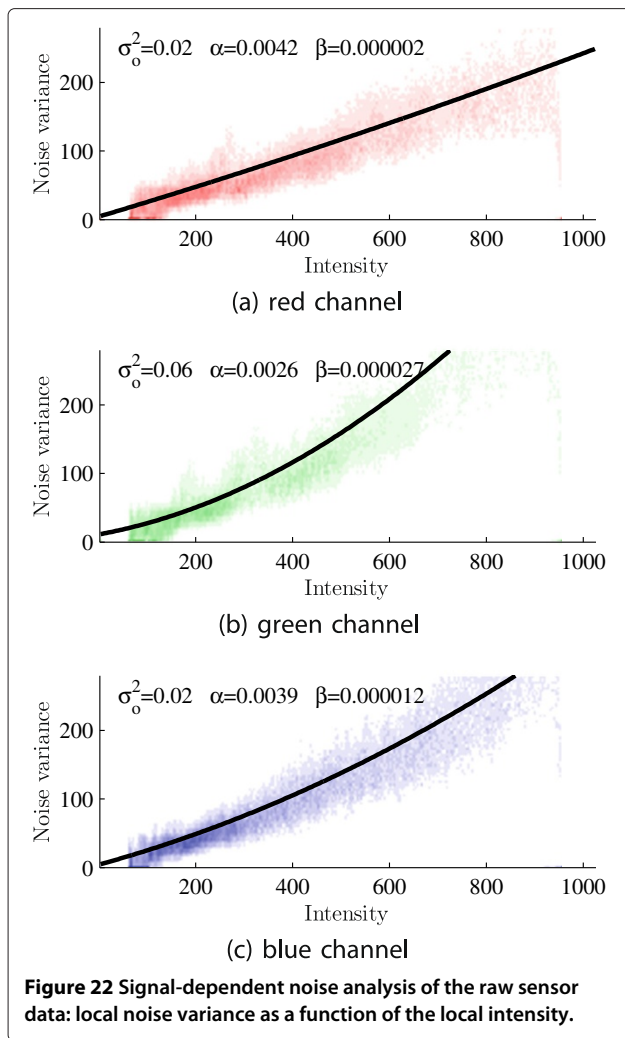 σ²ₒ=0.02 α=0.0042 β=0.000002
Noise variance
200
100
0
200 400 600 800 1000
Intensity
(a) red channel
σ²ₒ=0.06 α=0.0026 β=0.000027
Noise variance
200
100
0
200 400 600 800 1000
Intensity
(b) green channel
σ²ₒ=0.02 α=0.0039 β=0.000012
Noise variance
200
100
0
200 400 600 800 1000
Intensity
(c) blue channel
Figure 22 Signal-dependent noise analysis of the raw sensor
data: local noise variance as a function of the local intensity.